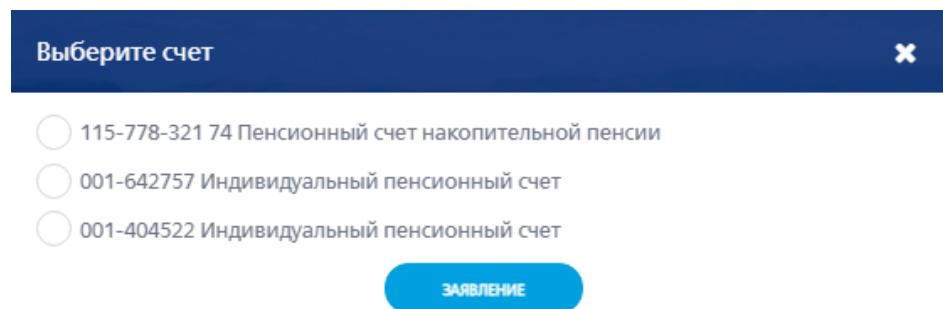 Выберите счет
115-778-321 74 Пенсионный счет накопительной пенсии
001-642757 Индивидуальный пенсионный счет
001-404522 Индивидуальный пенсионный счет
ЗАЯВЛЕНИЕ